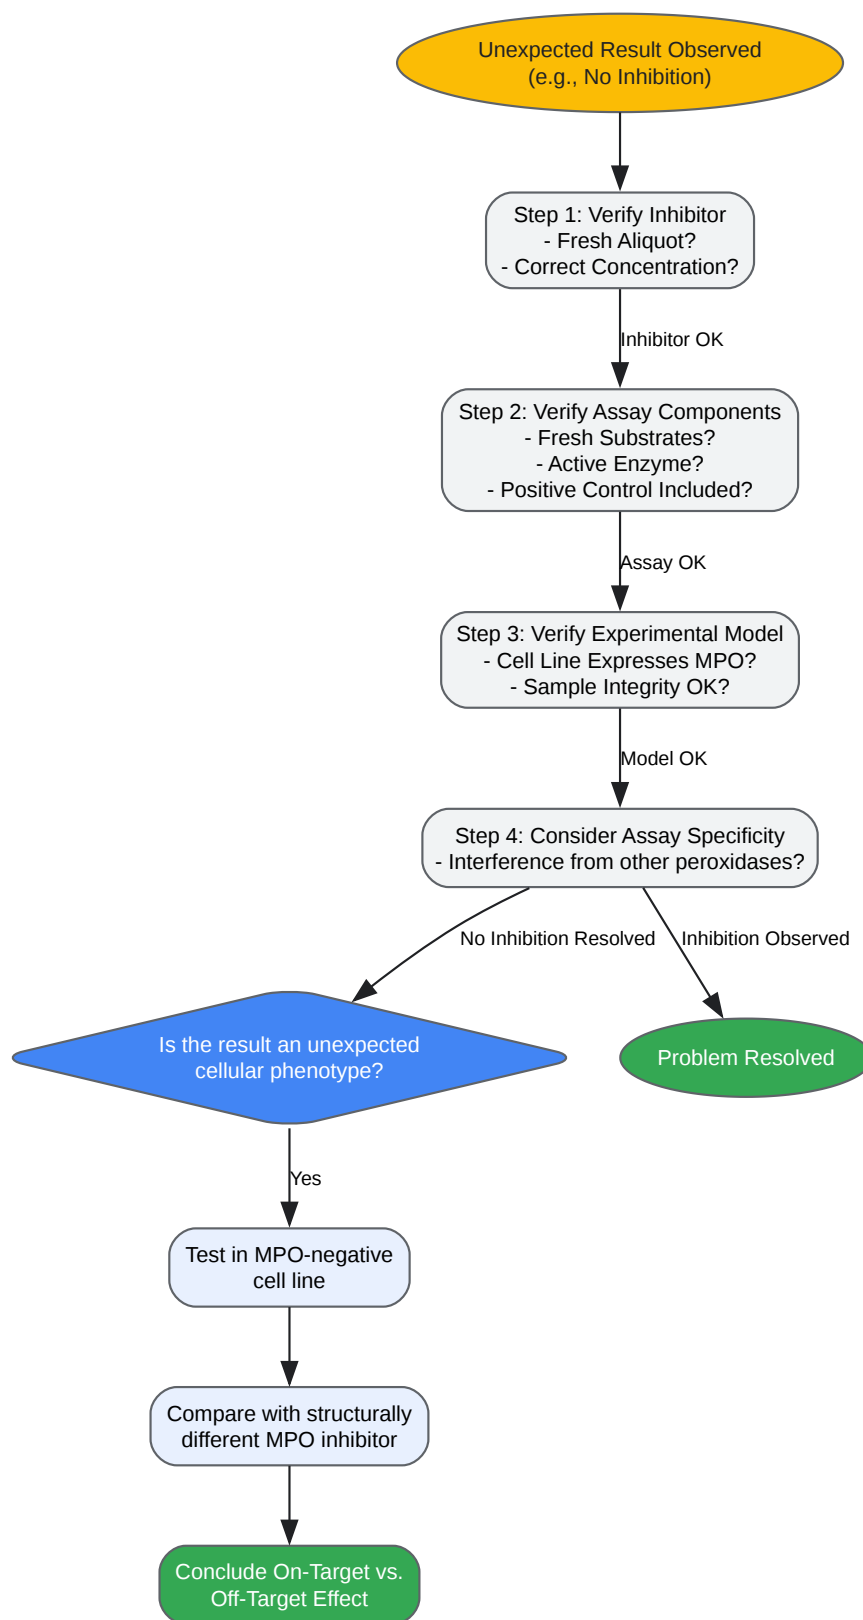 Unexpected Result Observed
(e.g., No Inhibition)
Step 1: Verify Inhibitor
- Fresh Aliquot?
- Correct Concentration?
Inhibitor OK
Step 2: Verify Assay Components
- Fresh Substrates?
- Active Enzyme?
- Positive Control Included?
Assay OK
Step 3: Verify Experimental Model
- Cell Line Expresses MPO?
- Sample Integrity OK?
Model OK
Step 4: Consider Assay Specificity
- Interference from other peroxidases?
No Inhibition Resolved
Inhibition Observed
Is the result an unexpected
cellular phenotype?
Problem Resolved
Yes
Test in MPO-negative
cell line
Compare with structurally
different MPO inhibitor
Conclude On-Target vs.
Off-Target Effect